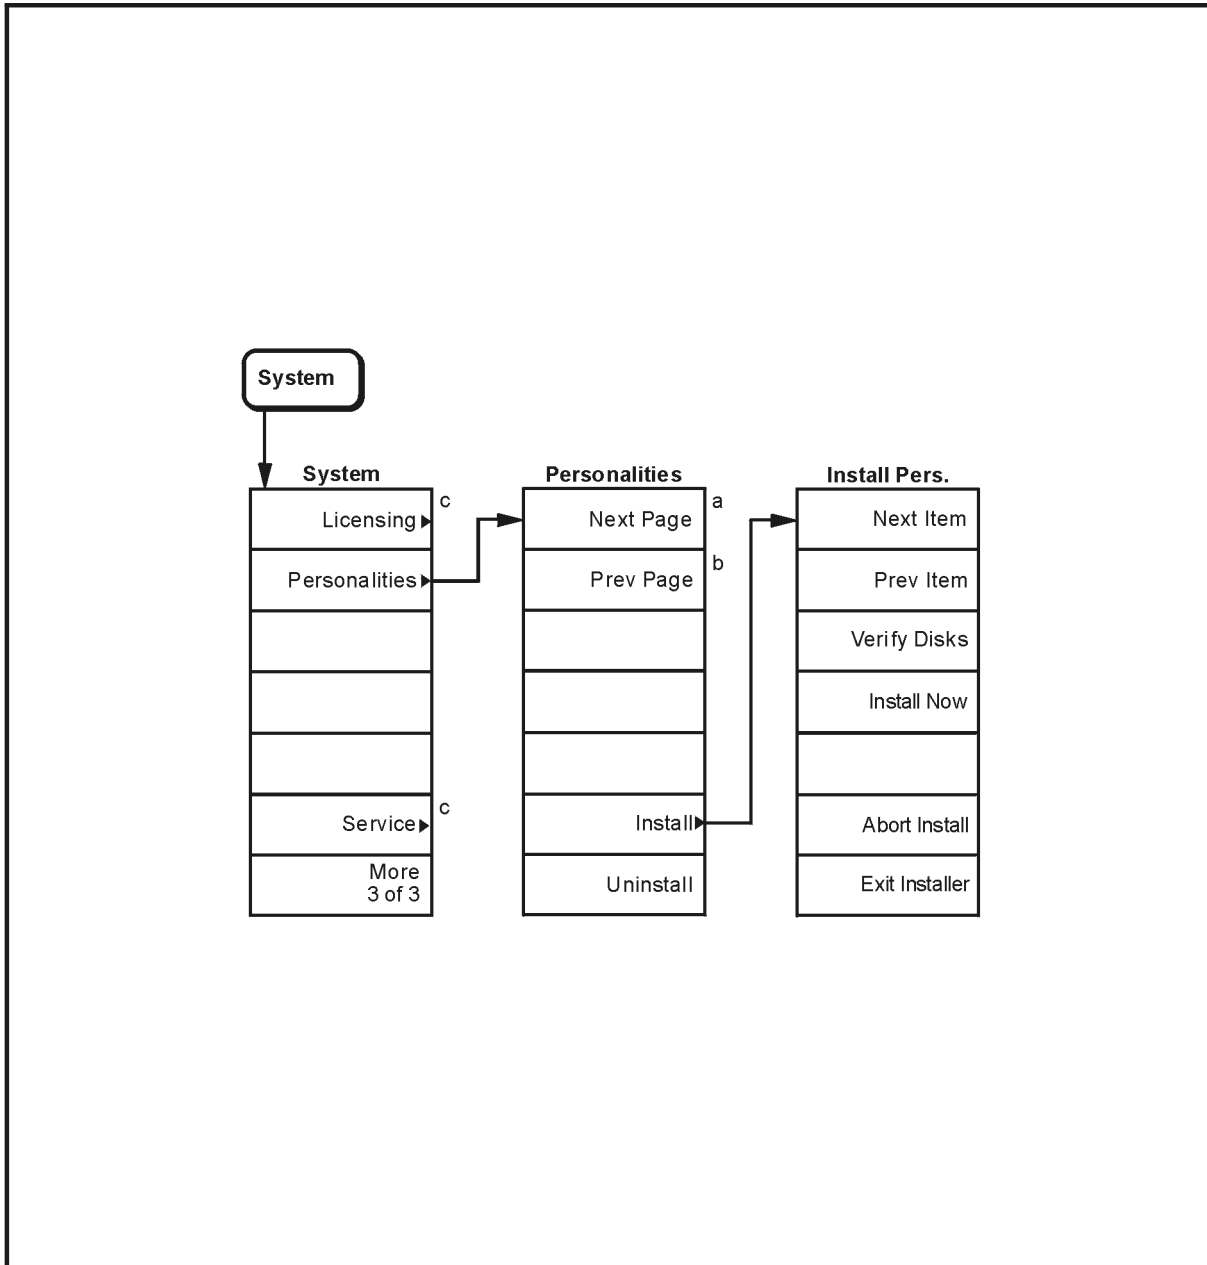 System
System
Licensing
c
Personalities
Service
c
More
3 of 3
Personalities
Next Page
a
Prev Page
b
Install
Uninstall
Install Pers.
Next Item
Prev Item
Verify Disks
Install Now
Abort Install
Exit Installer